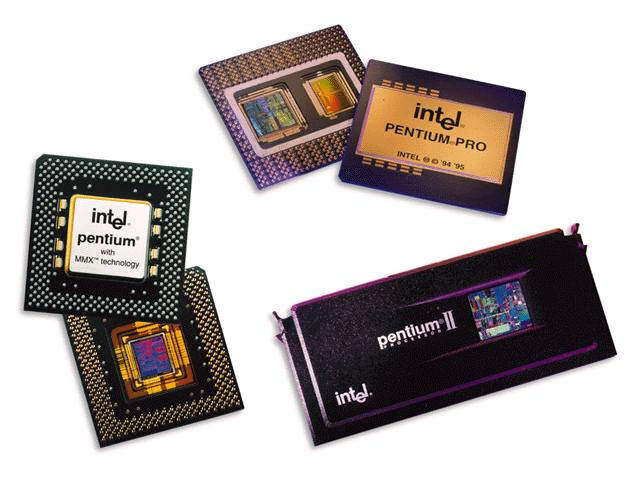 intel®
PENTIUM® PRO
INTEL Ⓜ © '94 '95
intel®
pentium®
with
MMX™ technology
pentium® II
PROCESSOR
intel®